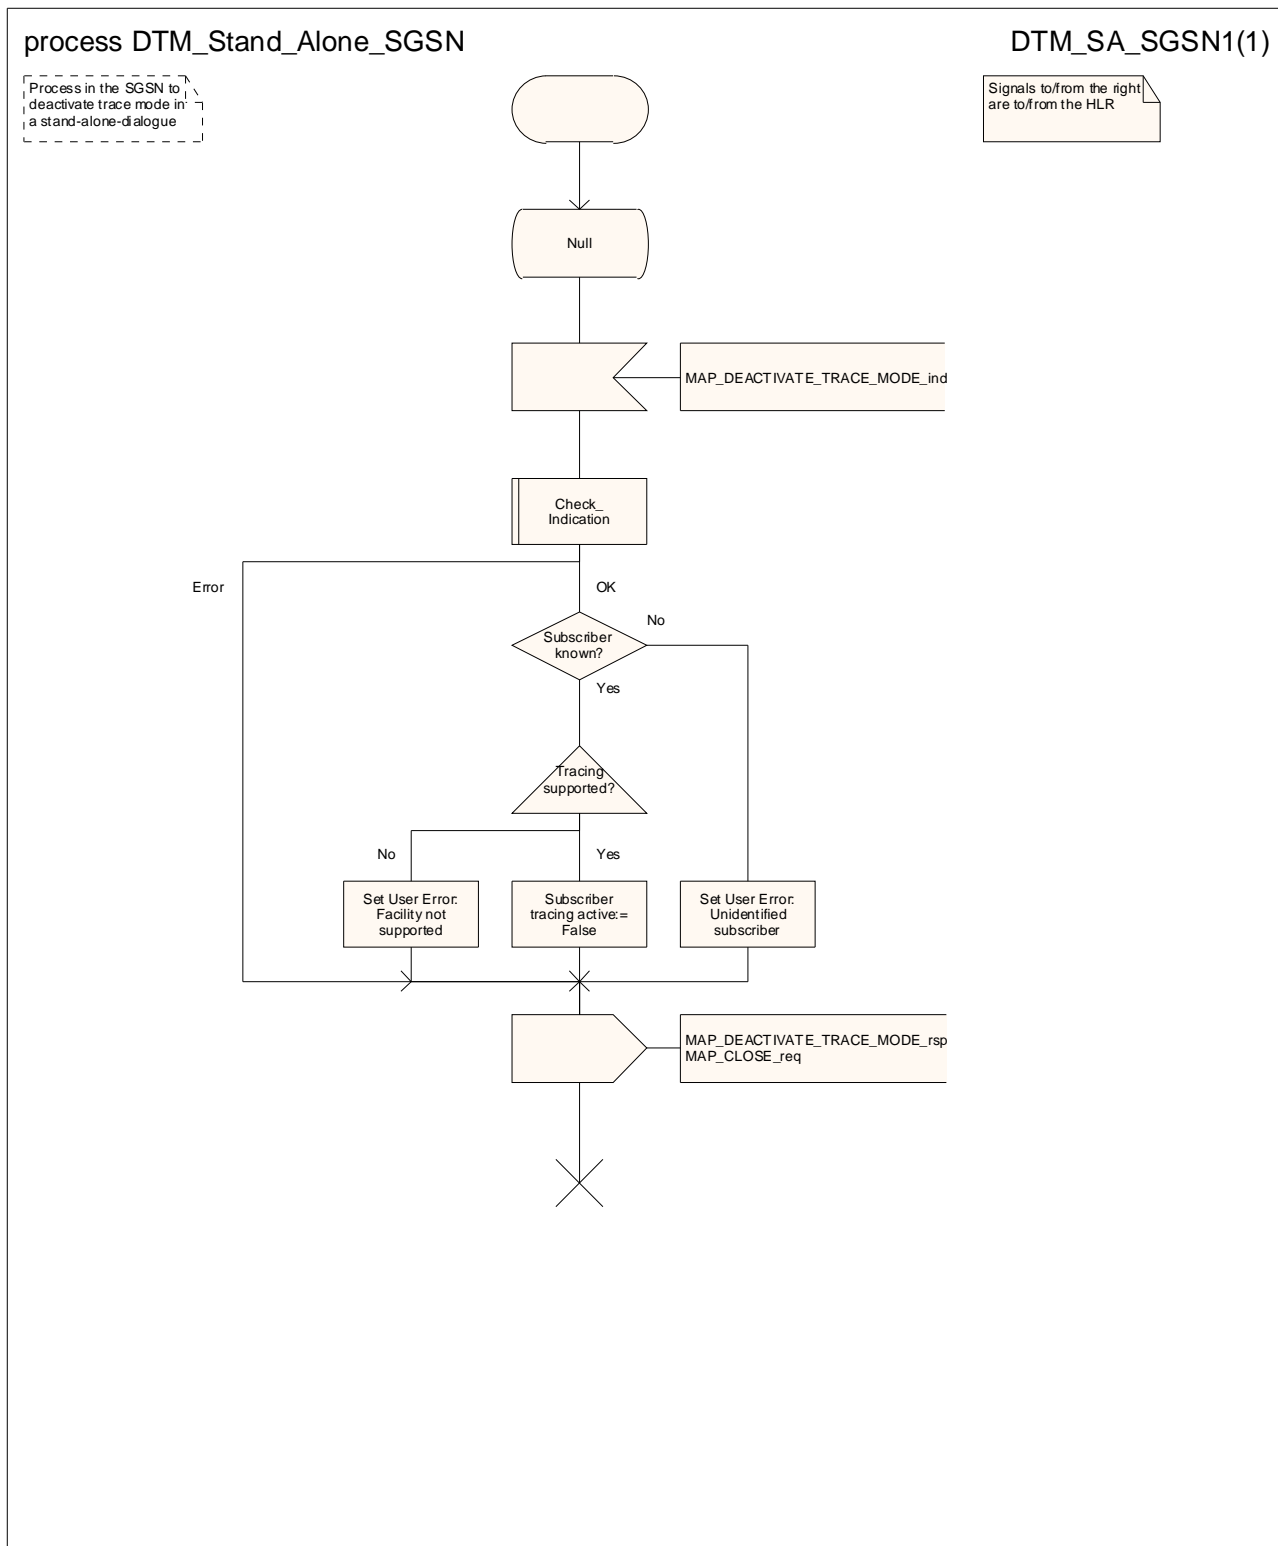 process DTM_Stand_Alone_SGSN
DTM_SA_SGSN1(1)
Process in the SGSN to
deactivate trace mode in
a stand-alone-dialogue
Signals to/from the right
are to/from the HLR
Null
MAP_DEACTIVATE_TRACE_MODE_ind
Check_
Indication
Error
OK
No
Subscriber
known?
Yes
Tracing
supported?
No
Yes
Set User Error:
Facility not
supported
Subscriber
tracing active:=
False
Set User Error:
Unidentified
subscriber
MAP_DEACTIVATE_TRACE_MODE_rsp
MAP_CLOSE_req